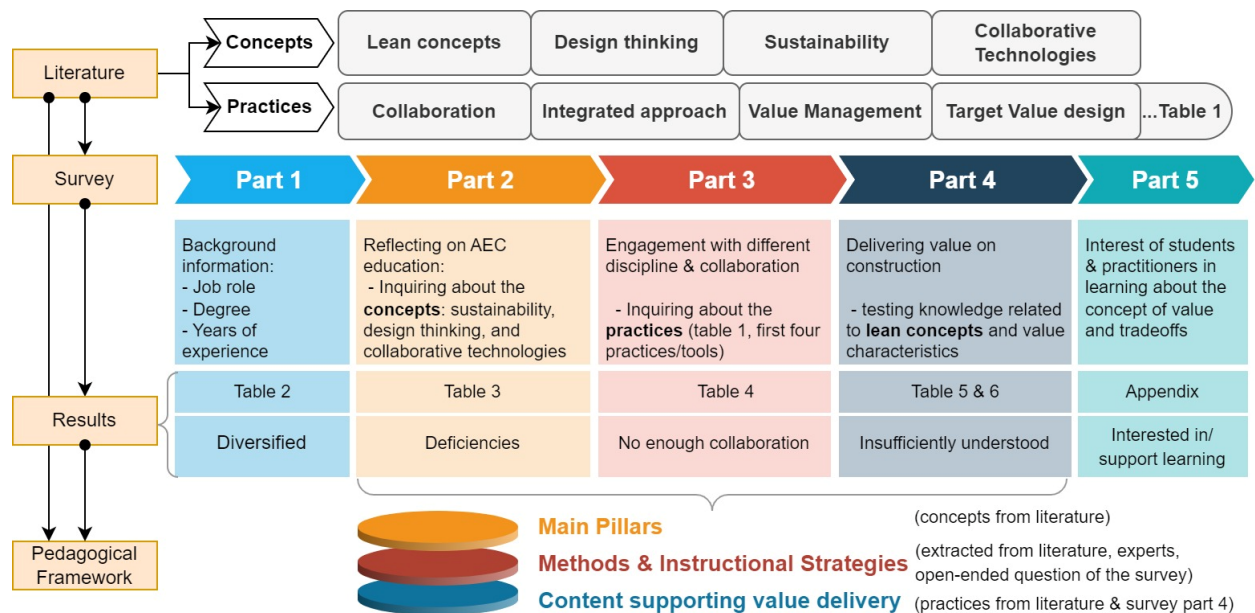 Literature
Concepts
Lean concepts
Design thinking
Sustainability
Collaborative
Technologies
Practices
Collaboration
Integrated approach
Value Management
Target Value design
...Table 1
Survey
Part 1
Part 2
Part 3
Part 4
Part 5
Background
information:
- Job role
- Degree
- Years of
experience
Reflecting on AEC
education:
- Inquiring about the
concepts: sustainability,
design thinking, and
collaborative technologies
Engagement with different
discipline & collaboration
- Inquiring about the
practices (table 1, first four
practices/tools)
Delivering value on
construction
- testing knowledge related
to lean concepts and value
characteristics
Interest of students
& practitioners in
learning about the
concept of value
and tradeoffs
Results
Table 2
Table 3
Table 4
Table 5 & 6
Appendix
Diversified
Deficiencies
No enough collaboration
Insufficiently understood
Interested in/
support learning
Pedagogical
Framework
Main Pillars
(concepts from literature)
Methods & Instructional Strategies
(extracted from literature, experts,
open-ended question of the survey)
Content supporting value delivery
(practices from literature & survey part 4)